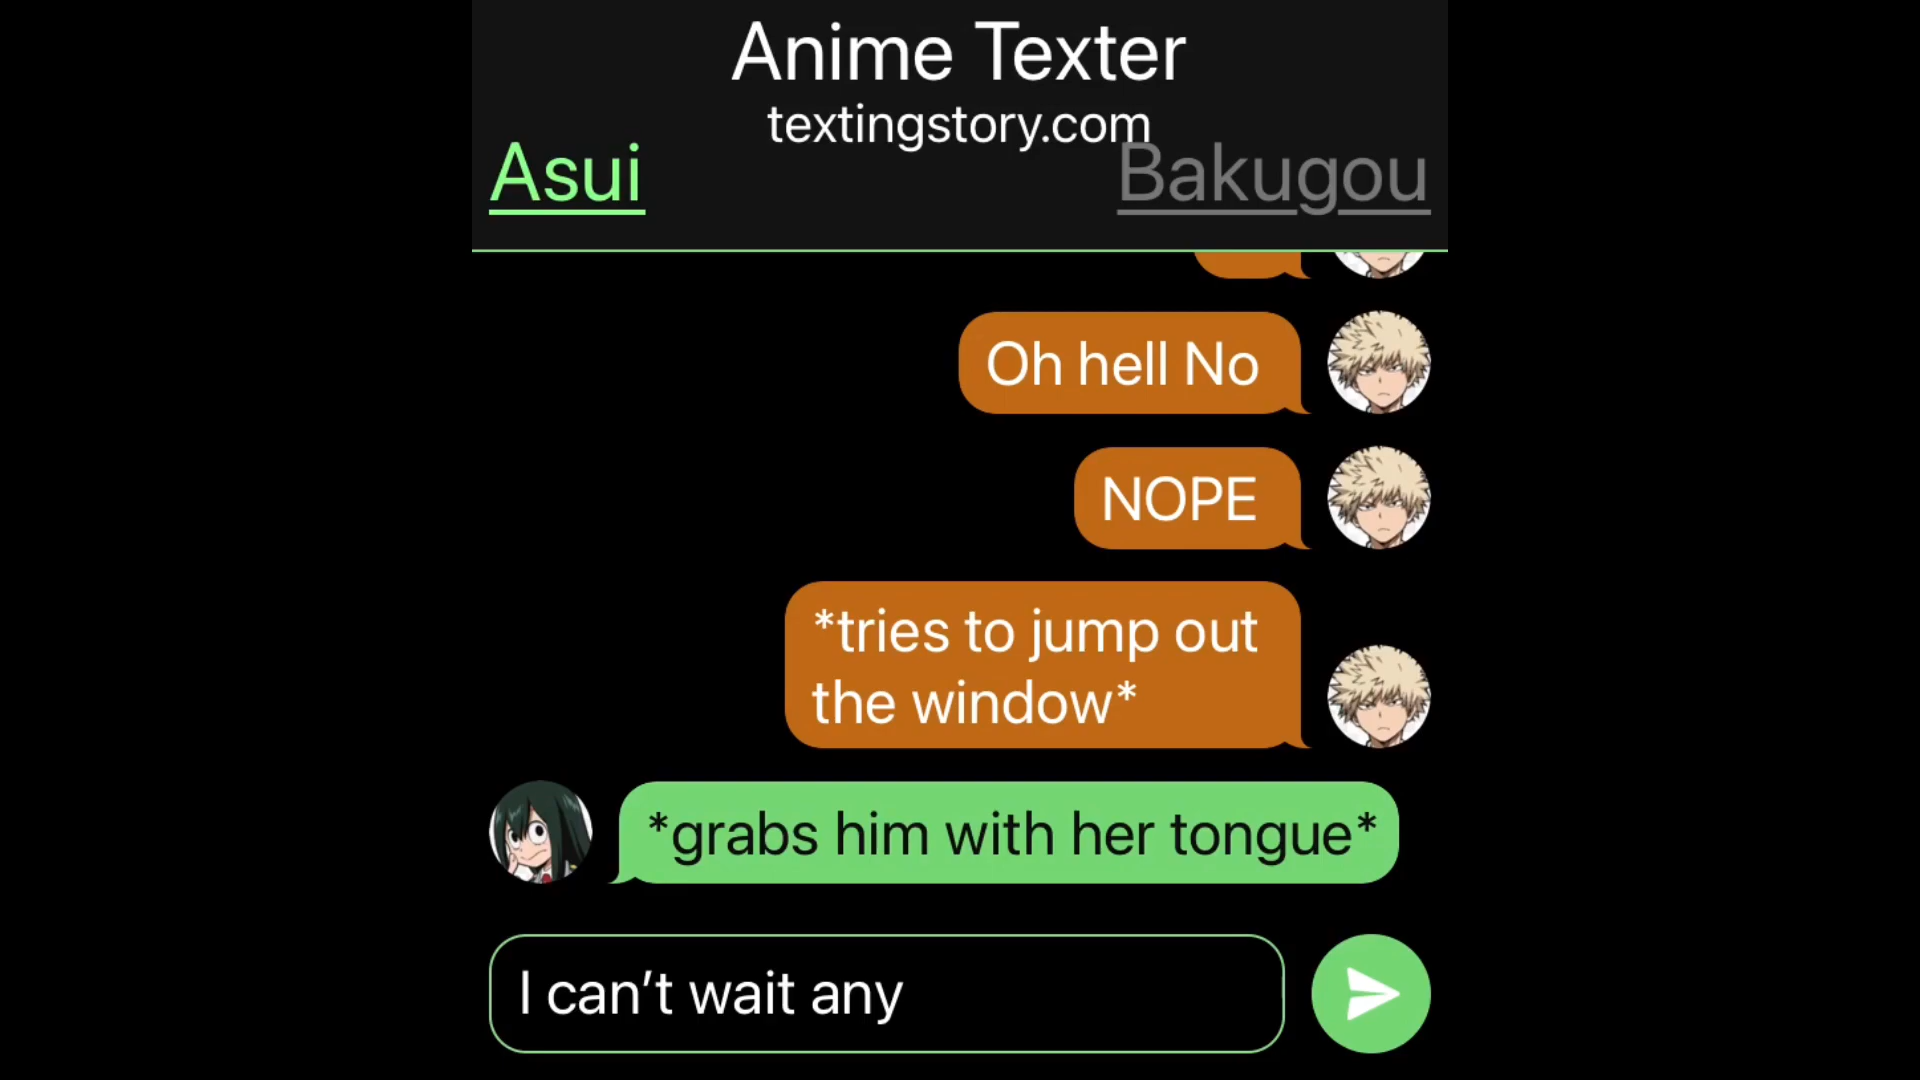 Anime Texter
textingstory.com
Asui
Bakugou
Oh hell No
NOPE
*tries to jump out
the window*
*grabs him with her tongue*
I can’t wait any